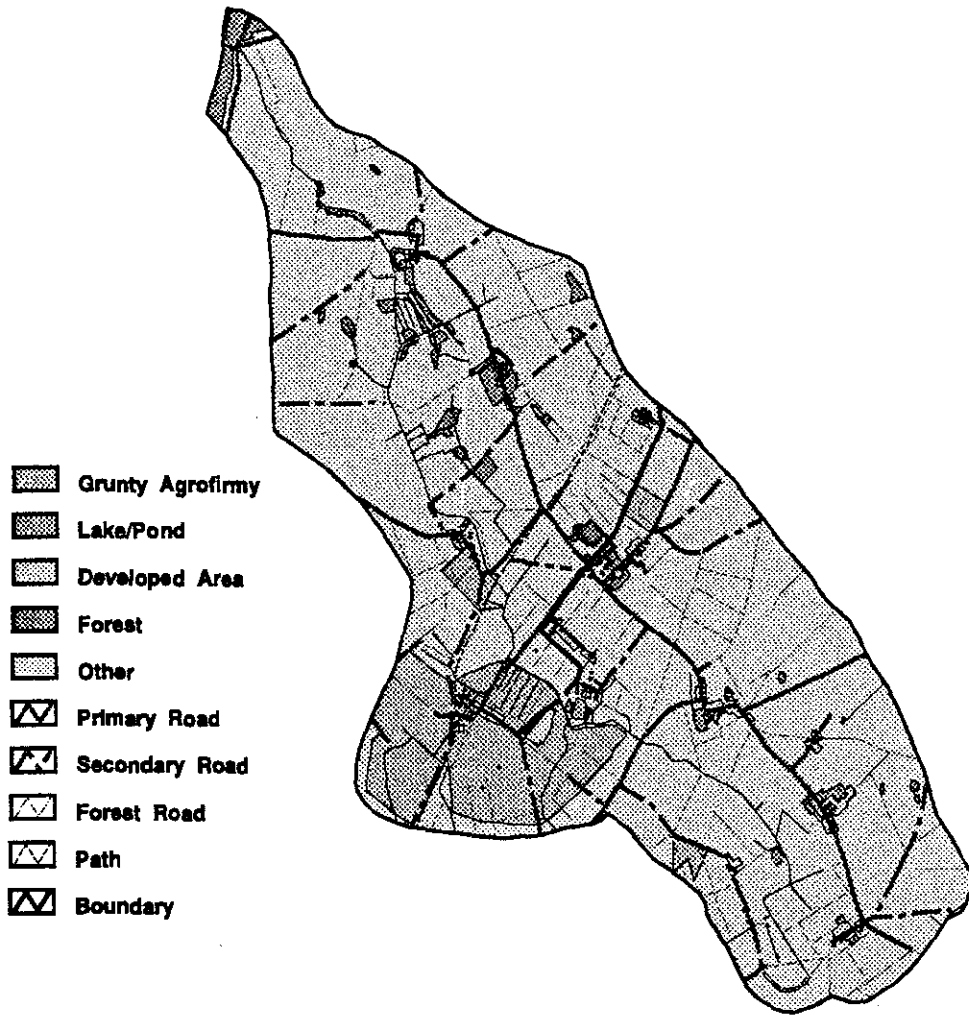 Grunty Agrofirmy
Lake/Pond
Developed Area
Forest
Other
Primary Road
Secondary Road
Forest Road
Path
Boundary